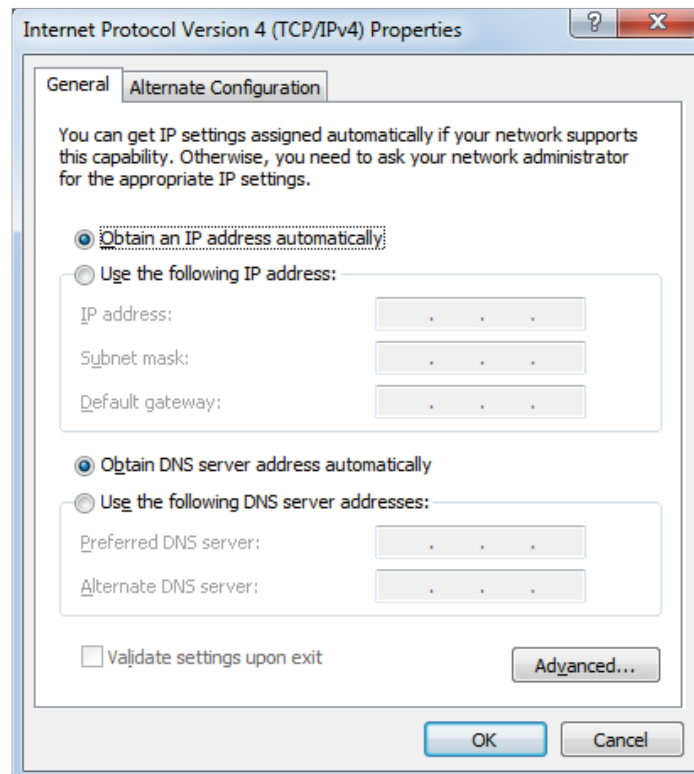 Internet Protocol Version 4 (TCP/IPv4) Properties
General
Alternate Configuration
You can get IP settings assigned automatically if your network supports
this capability. Otherwise, you need to ask your network administrator
for the appropriate IP settings.
Obtain an IP address automatically
Use the following IP address:
IP address:
Subnet mask:
Default gateway:
Obtain DNS server address automatically
Use the following DNS server addresses:
Preferred DNS server:
Alternate DNS server:
Validate settings upon exit
Advanced...
OK
Cancel